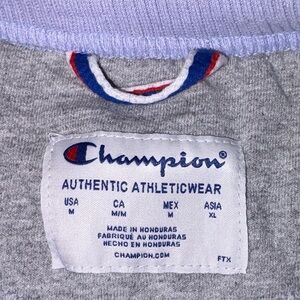 Champion®
AUTHENTIC ATHLETICWEAR
USA CA MEX ASIA
M M/M M XL
MADE IN HONDURAS
FABRIQUÉ AU HONDURAS
HECHO EN HONDURAS
CHAMPION.COM
FTX